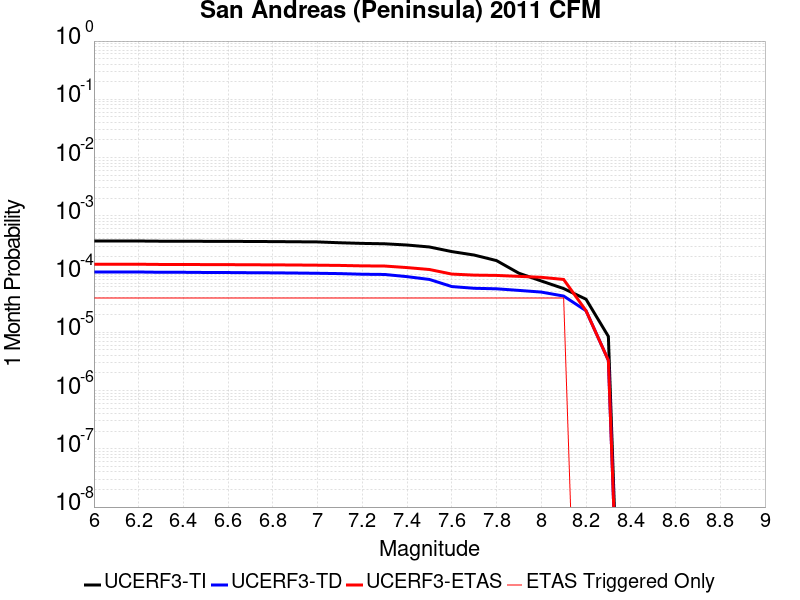 San Andreas (Peninsula) 2011 CFM
10^0
10^-1
10^-2
10^-3
10^-4
10^-5
10^-6
10^-7
10^-8
1 Month Probability
6 6.2 6.4 6.6 6.8 7 7.2 7.4 7.6 7.8 8 8.2 8.4 8.6 8.8 9
Magnitude
UCERF3-TI UCERF3-TD UCERF3-ETAS ETAS Triggered Only